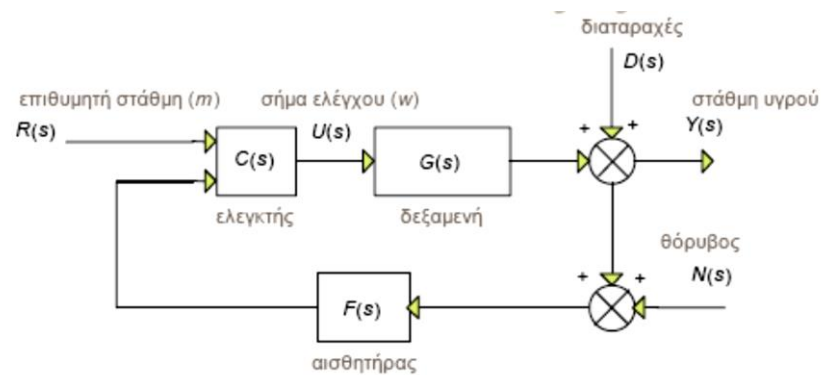 διαταραχές
D(s)
επιθυμητή στάθμη (m)
σήμα ελέγχου (w)
στάθμη υγρού
R(s)
U(s)
+ +
Y(s)
C(s)
G(s)
ελεγκτής
δεξαμενή
θόρυβος
+ +
N(s)
F(s)
αισθητήρας